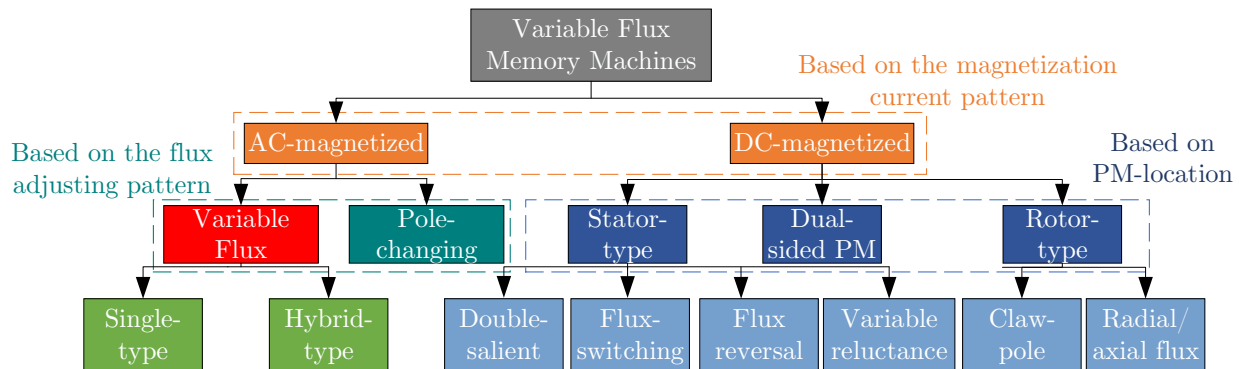 Variable Flux
Memory Machines
Based on the magnetization
current pattern
AC-magnetized
DC-magnetized
Based on the flux
adjusting pattern
Based on
PM-location
Variable
Flux
Pole-
changing
Stator-
type
Dual-
sided PM
Rotor-
type
Single-
type
Hybrid-
type
Double-
salient
Flux-
switching
Flux
reversal
Variable
reluctance
Claw-
pole
Radial/
axial flux